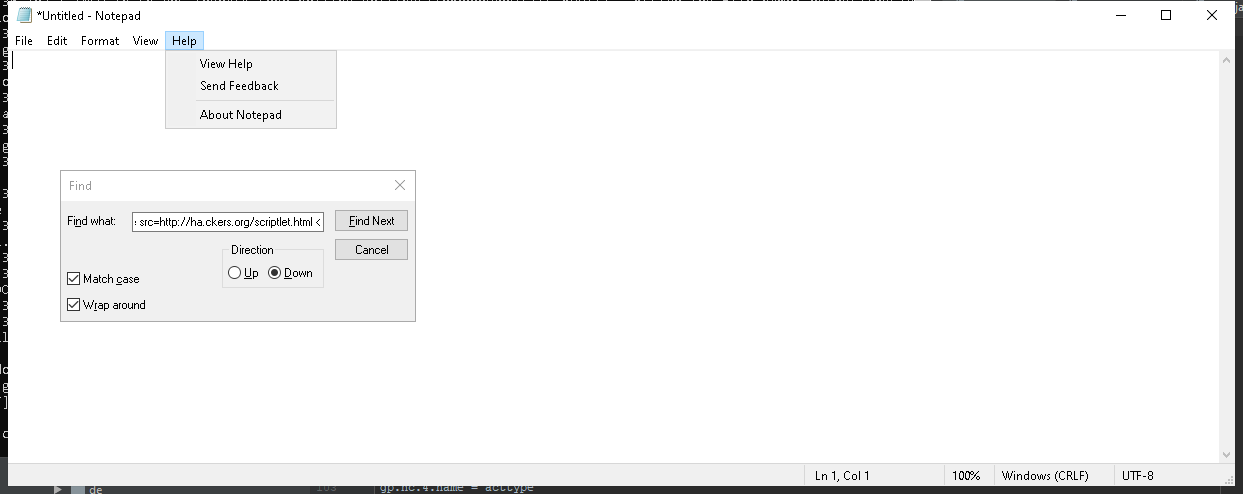 *Untitled - Notepad
File Edit Format View Help
View Help
Send Feedback
About Notepad
Find
Find what: src=http://ha.ckers.org/scriptlet.html < Find Next
Direction Cancel
Up Down
Match case
Wrap around
Ln 1, Col 1 100% Windows (CRLF) UTF-8
de gp.nc.4.name = acttype